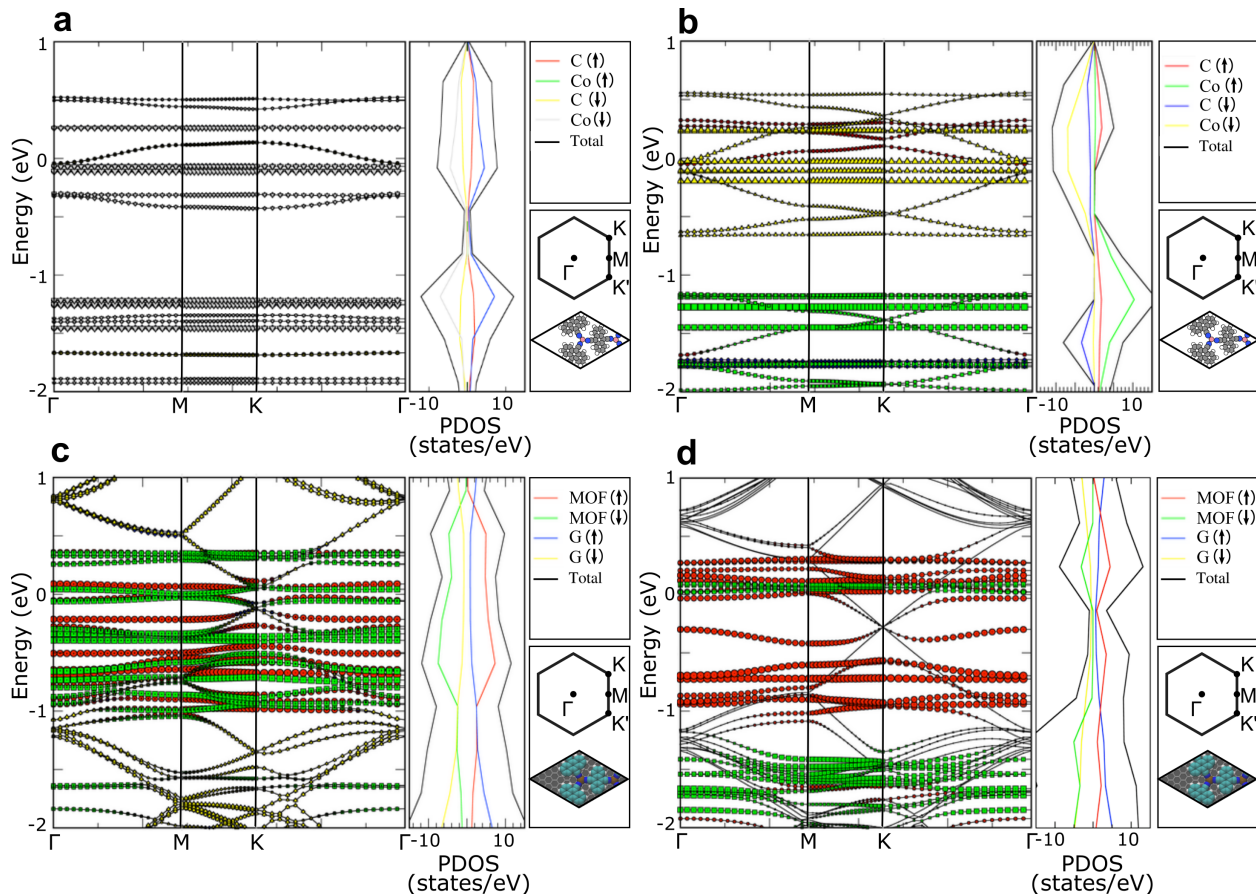 a
Energy (eV)
1
0
-1
-2
Γ
M
K
Γ
-10
10
PDOS
(states/eV)
C (↑)
Co (↑)
C (↓)
Co (↓)
Total
K
M
K'
Γ
b
Energy (eV)
1
0
-1
-2
Γ
M
K
Γ
-10
10
PDOS
(states/eV)
C (↑)
Co (↑)
C (↓)
Co (↓)
Total
K
M
K'
Γ
c
Energy (eV)
1
0
-1
-2
Γ
M
K
Γ
-10
10
PDOS
(states/eV)
MOF (↑)
MOF (↓)
G (↑)
G (↓)
Total
K
M
K'
Γ
d
Energy (eV)
1
0
-1
-2
Γ
M
K
Γ
-10
10
PDOS
(states/eV)
MOF (↑)
MOF (↓)
G (↑)
G (↓)
Total
K
M
K'
Γ